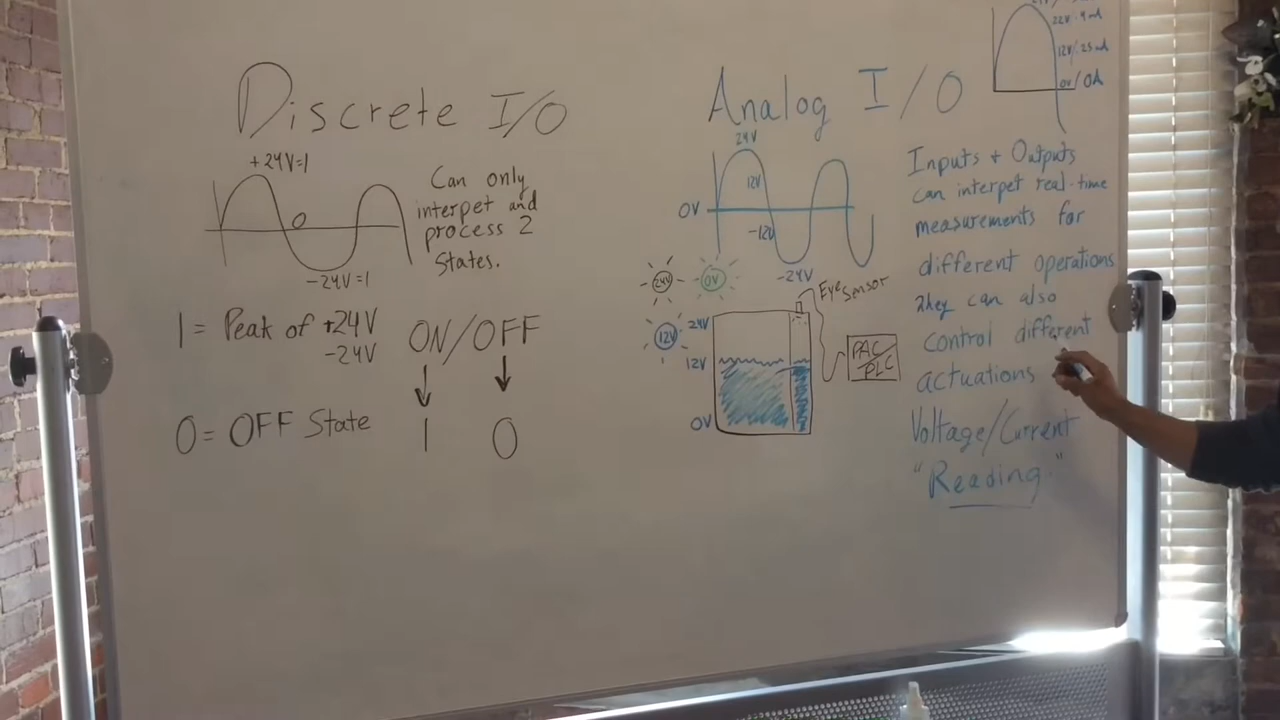 Discrete I/O
+24V=1
0
-24V=1
Can only
interpet and
process 2
States.
1 = Peak of +24V
-24V
ON/OFF
0 = OFF State
1 0
Analog I/O
24V
12V
0V
-12V
-24V
24V
0V
12V
Eye Sensor
24V
12V
0V
PAC/
PLC
22V·4mA
12V/.25mA
0V/0A
Inputs + Outputs
can interpet real-time
measurements for
different operations
They can also
control different
actuations
Voltage/Current
"Reading."